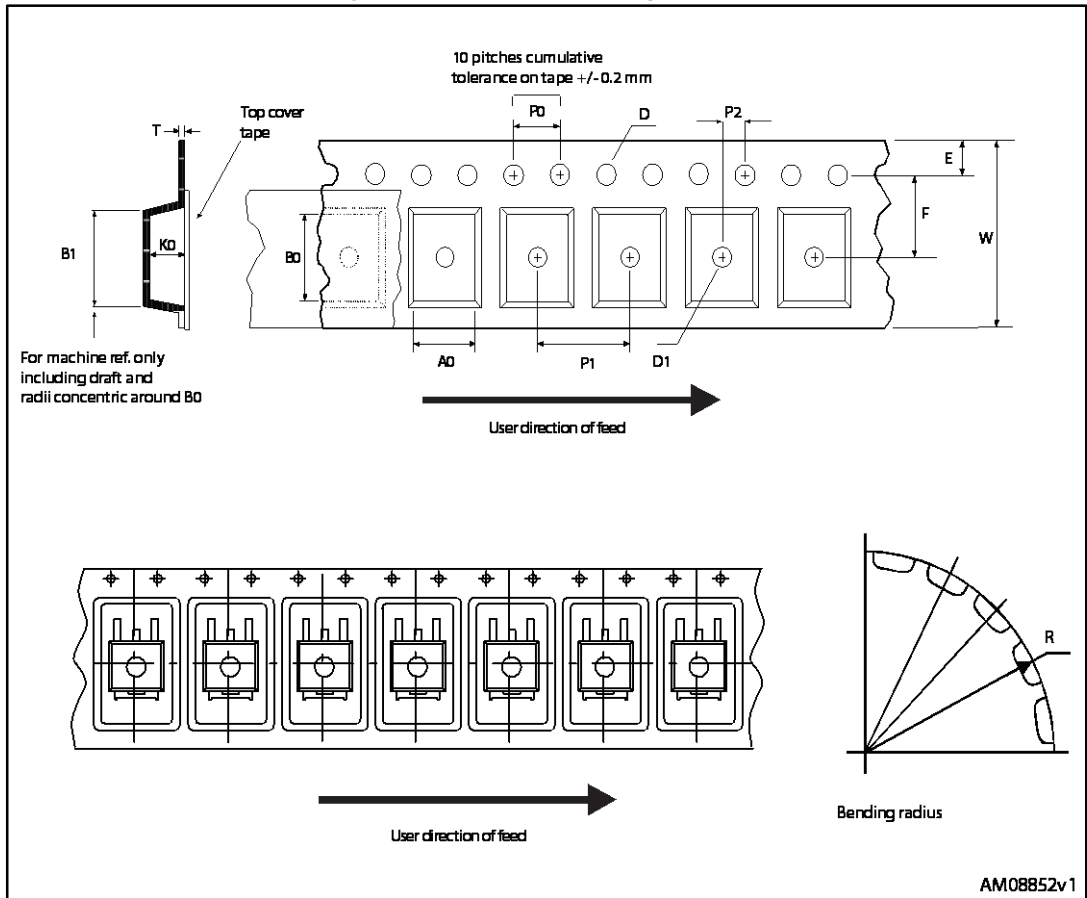 10 pitches cumulative
tolerance on tape +/- 0.2 mm
Top cover
tape
T
P0
D
P2
E
F
W
B1
K0
B0
For machine ref. only
including draft and
radii concentric around B0
A0
P1
D1
User direction of feed
R
Bending radius
User direction of feed
AM08852v1